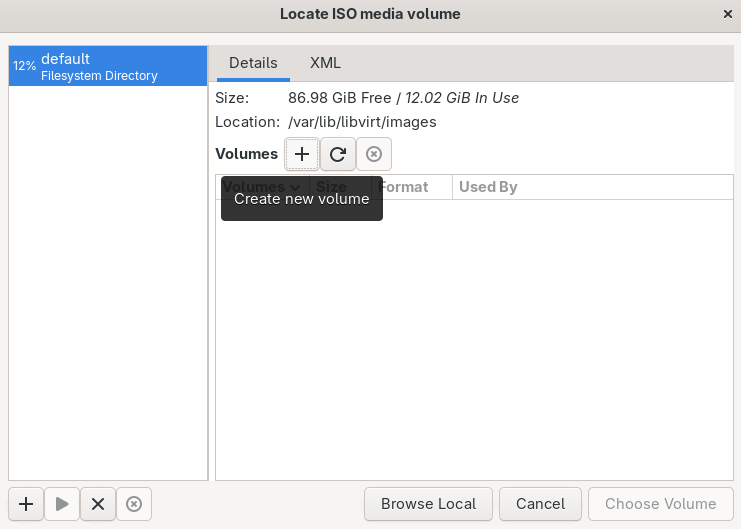 Locate ISO media volume
12% default
Filesystem Directory
Details XML
Size: 86.98 GiB Free / 12.02 GiB In Use
Location: /var/lib/libvirt/images
Volumes
Volumes Size Format Used By
Create new volume
Browse Local Cancel Choose Volume